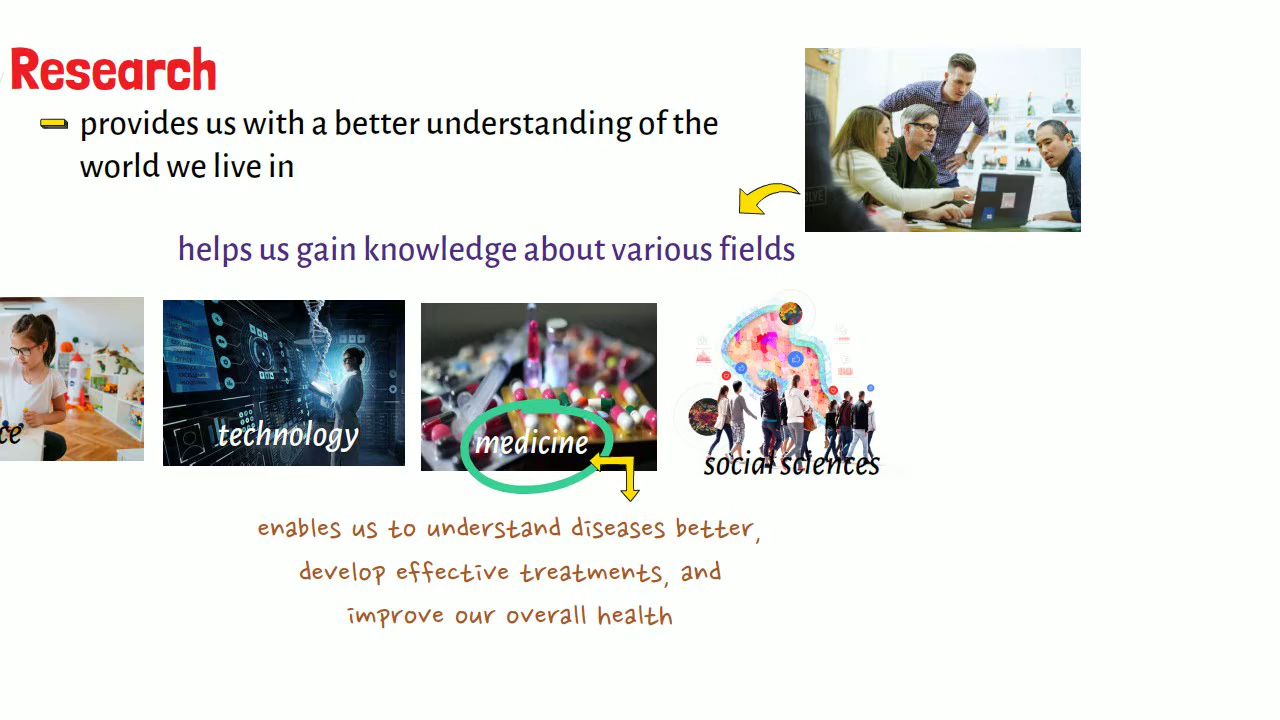 Research
provides us with a better understanding of the
world we live in
helps us gain knowledge about various fields
ce
technology
medicine
social sciences
enables us to understand diseases better,
develop effective treatments, and
improve our overall health